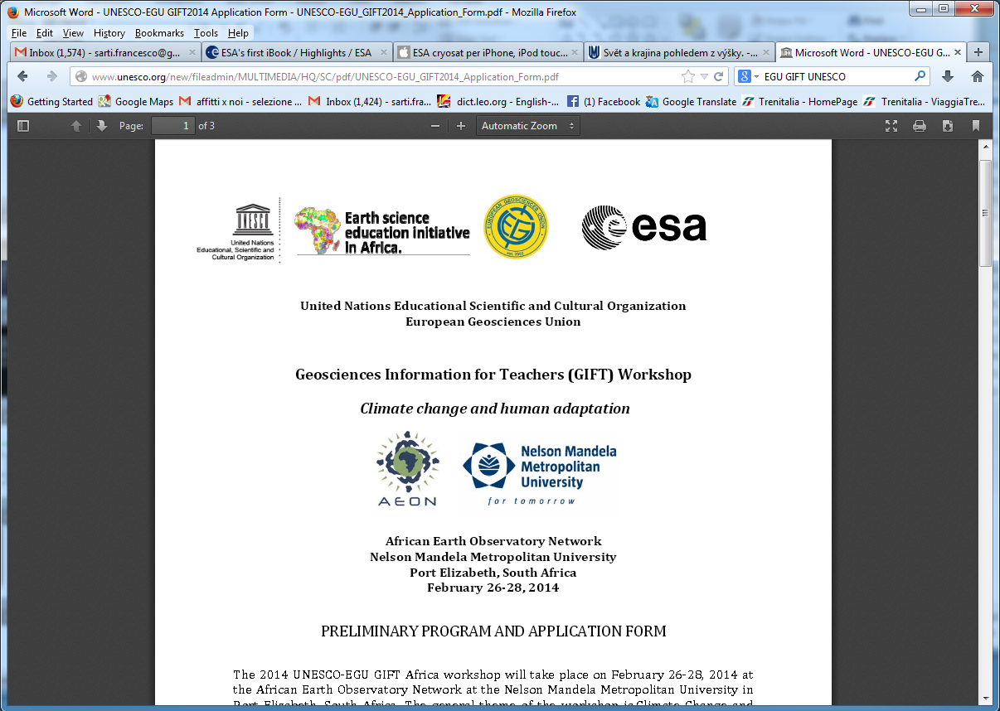 Microsoft Word - UNESCO-EGU GIFT2014 Application Form - UNESCO-EGU_GIFT2014_Application_Form.pdf - Mozilla Firefox
File Edit View History Bookmarks Tools Help
Inbox (1,574) - sarti.francesco@g... ESA's first iBook / Highlights / ESA ESA cryosat per iPhone, iPod touc... Svět a krajina pohledem z výšky. -... Microsoft Word - UNESCO-EGU G...
www.unesco.org/new/fileadmin/MULTIMEDIA/HQ/SC/pdf/UNESCO-EGU_GIFT2014_Application_Form.pdf EGU GIFT UNESCO
Getting Started Google Maps affitti x noi - selezione ... Inbox (1,424) - sarti.fra... dict.leo.org - English-... (1) Facebook Google Translate Trenitalia - HomePage Trenitalia - ViaggiaTre...
Page: 1 of 3 Automatic Zoom
UNESCO
United Nations
Educational, Scientific and
Cultural Organization
Earth science
education initiative
in Africa.
EUROPEAN GEOSCIENCES UNION
EGU
esa
United Nations Educational Scientific and Cultural Organization
European Geosciences Union
Geosciences Information for Teachers (GIFT) Workshop
Climate change and human adaptation
AEON
Nelson Mandela
Metropolitan
University
for tomorrow
African Earth Observatory Network
Nelson Mandela Metropolitan University
Port Elizabeth, South Africa
February 26-28, 2014
PRELIMINARY PROGRAM AND APPLICATION FORM
The 2014 UNESCO-EGU GIFT Africa workshop will take place on February 26-28, 2014 at
the African Earth Observatory Network at the Nelson Mandela Metropolitan University in
Port Elizabeth, South Africa. The general theme of the workshop is Climate Change and